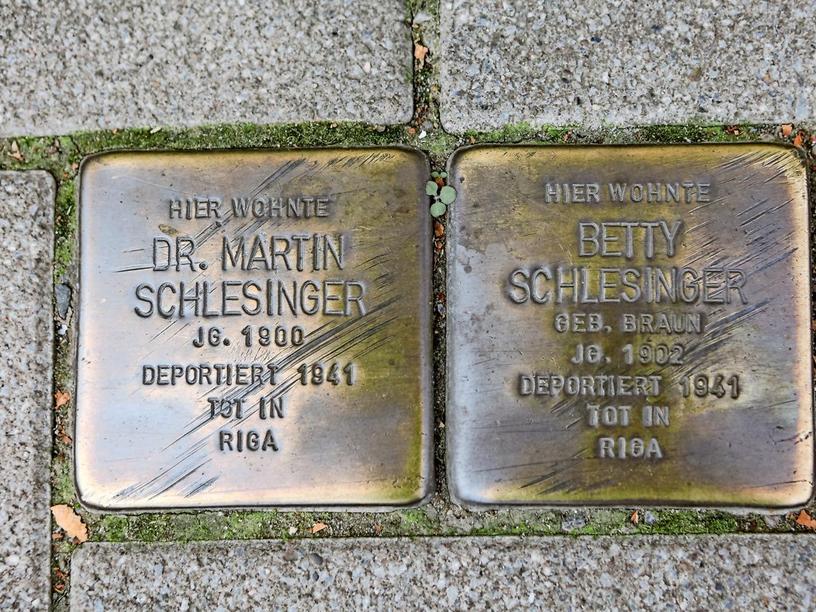 HIER WOHNTE
DR. MARTIN
SCHLESINGER
JG. 1900
DEPORTIERT 1941
TOT IN
RIGA
HIER WOHNTE
BETTY
SCHLESINGER
GEB. BRAUN
JG. 1902
DEPORTIERT 1941
TOT IN
RIGA